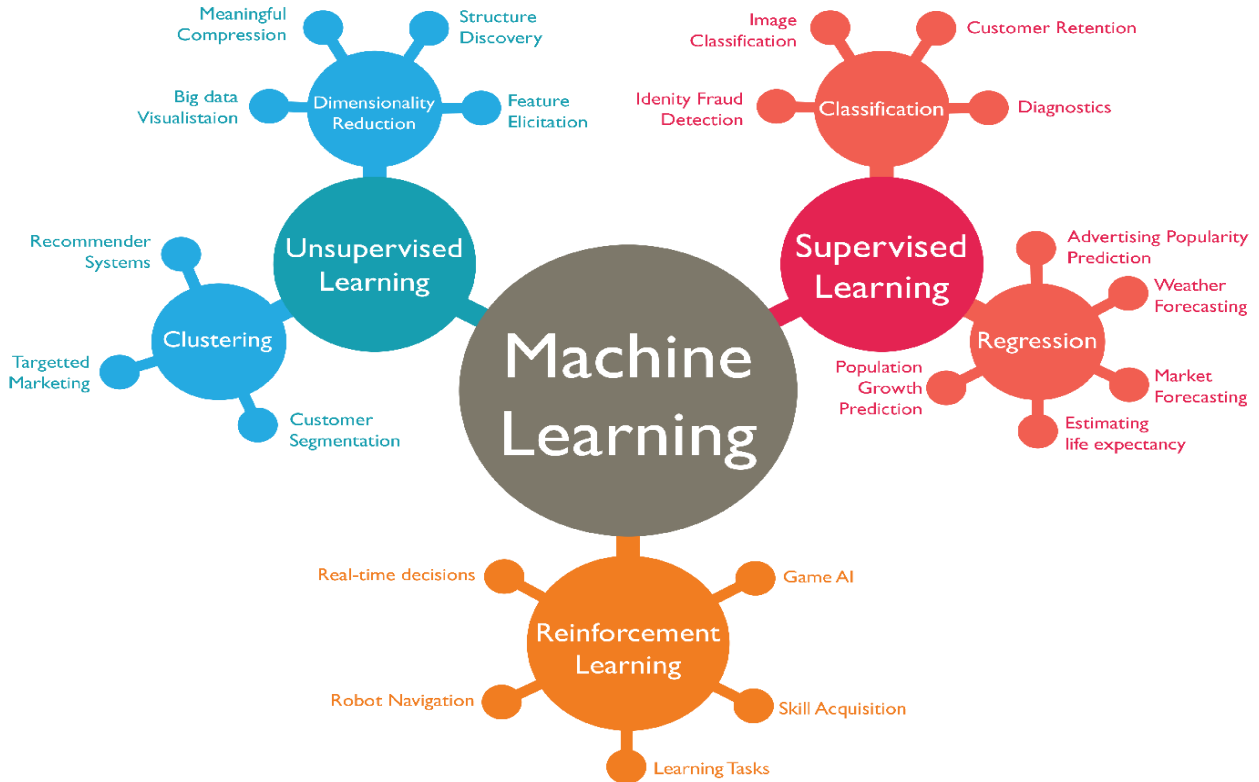 Meaningful
Compression
Structure
Discovery
Big data
Visualistaion
Dimensionality
Reduction
Feature
Elicitation
Image
Classification
Customer Retention
Idenity Fraud
Detection
Classification
Diagnostics
Unsupervised
Learning
Supervised
Learning
Recommender
Systems
Clustering
Targetted
Marketing
Customer
Segmentation
Machine
Learning
Advertising Popularity
Prediction
Weather
Forecasting
Regression
Population
Growth
Prediction
Market
Forecasting
Estimating
life expectancy
Real-time decisions
Game AI
Reinforcement
Learning
Robot Navigation
Skill Acquisition
Learning Tasks